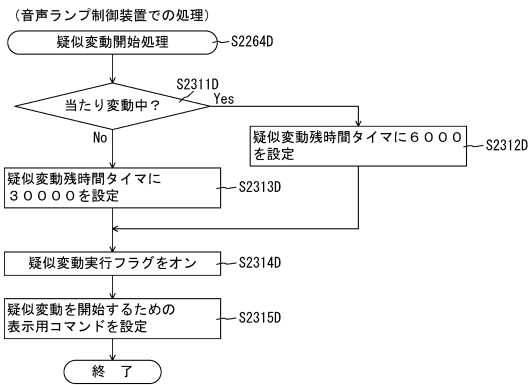 （音声ランプ制御装置での処理）
疑似変動開始処理
S2264D
S2311D
当たり変動中？
Yes
No
疑似変動残時間タイマに６０００
を設定
S2312D
疑似変動残時間タイマに
３００００を設定
S2313D
疑似変動実行フラグをオン
S2314D
疑似変動を開始するための
表示用コマンドを設定
S2315D
終　了